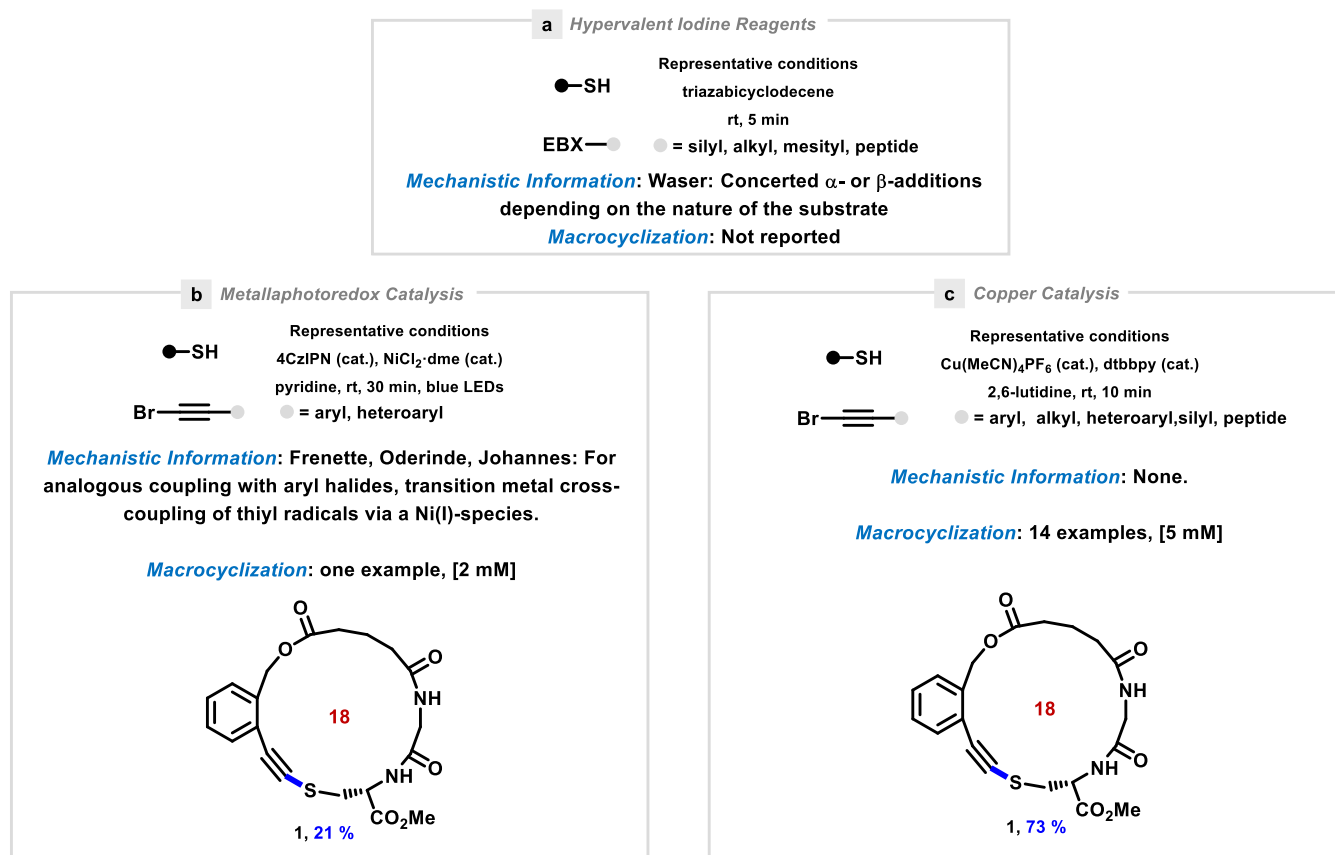 a Hypervalent Iodine Reagents
Representative conditions
SH
triazabicyclodecene
rt, 5 min
EBX
= silyl, alkyl, mesityl, peptide
Mechanistic Information: Waser: Concerted α- or β-additions
depending on the nature of the substrate
Macrocyclization: Not reported
b Metallaphotoredox Catalysis
Representative conditions
SH
4CzIPN (cat.), NiCl₂·dme (cat.)
pyridine, rt, 30 min, blue LEDs
Br
= aryl, heteroaryl
Mechanistic Information: Frenette, Oderinde, Johannes: For
analogous coupling with aryl halides, transition metal cross-
coupling of thiyl radicals via a Ni(I)-species.
Macrocyclization: one example, [2 mM]
O
O
O
NH
18
NH
O
S
CO₂Me
1, 21 %
c Copper Catalysis
Representative conditions
SH
Cu(MeCN)₄PF₆ (cat.), dtbbpy (cat.)
2,6-lutidine, rt, 10 min
Br
= aryl, alkyl, heteroaryl,silyl, peptide
Mechanistic Information: None.
Macrocyclization: 14 examples, [5 mM]
O
O
O
NH
18
O
NH
S
CO₂Me
1, 73 %